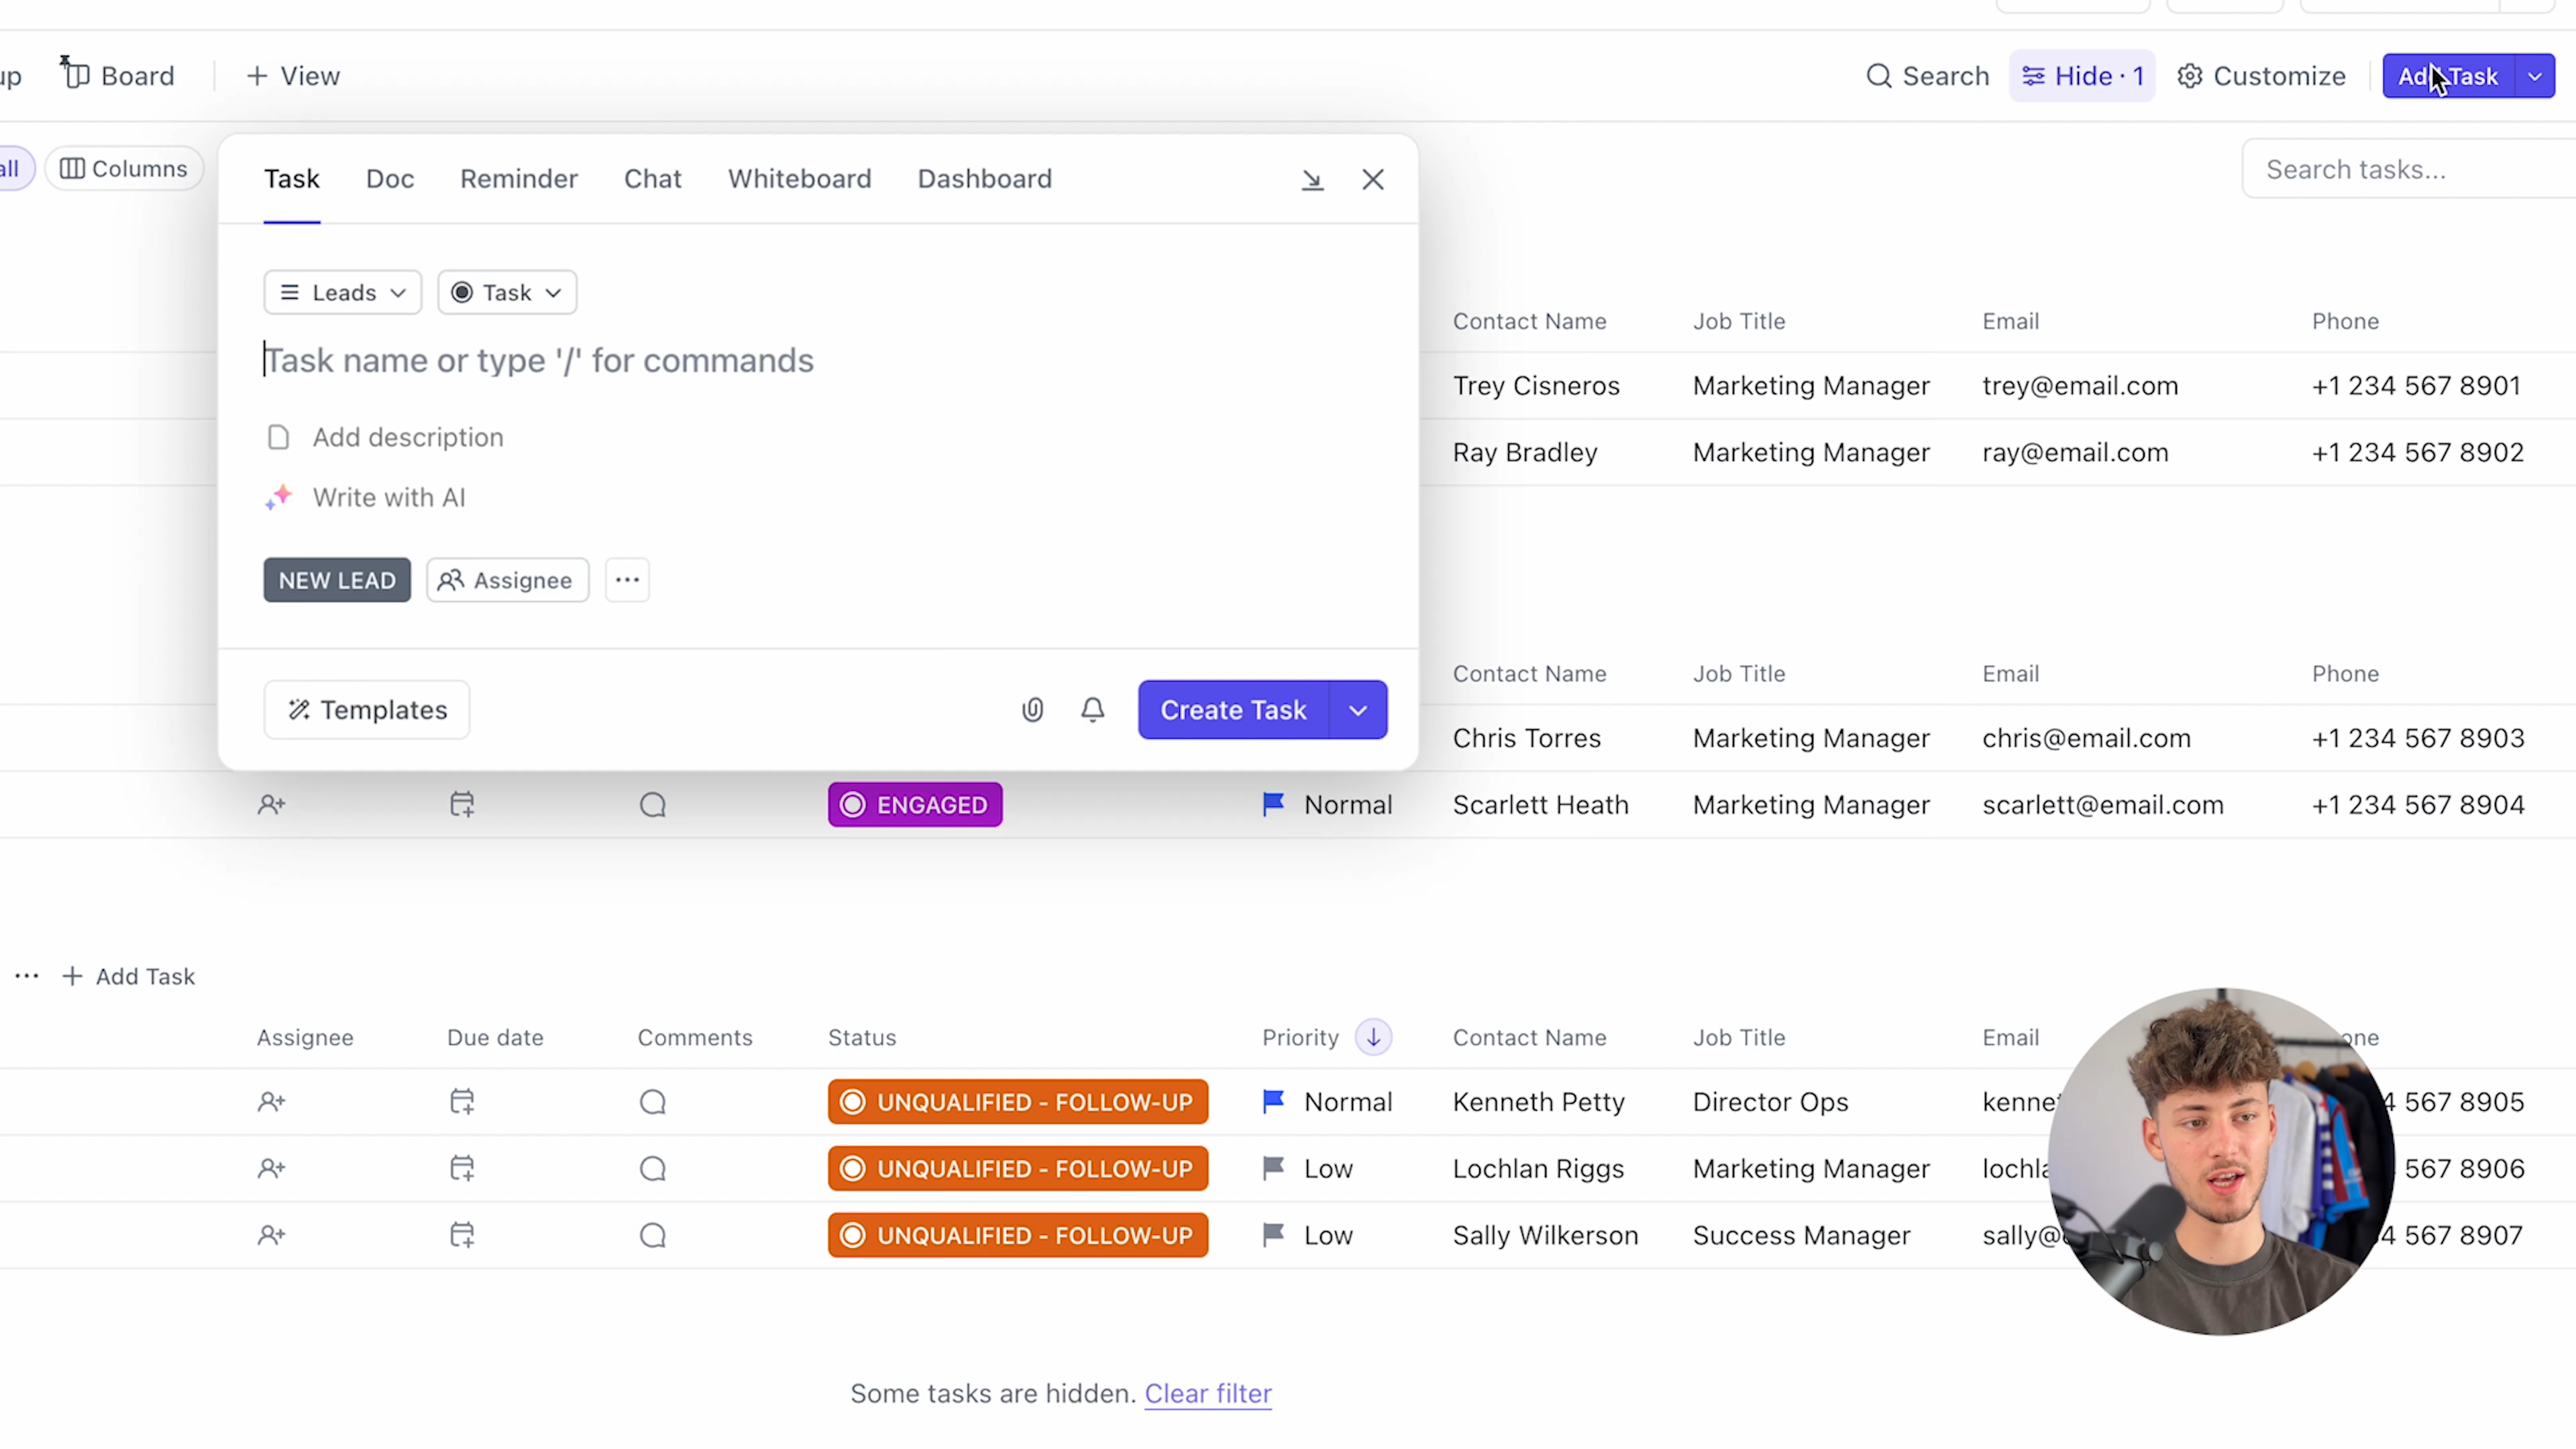 up Board + View Search Hide · 1 Customize Add Task
all Columns Search tasks...
Task Doc Reminder Chat Whiteboard Dashboard
Leads Task
Task name or type '/' for commands
Add description
Write with AI
NEW LEAD Assignee ...
Templates Create Task
Contact Name Job Title Email Phone
Trey Cisneros Marketing Manager trey@email.com +1 234 567 8901
Ray Bradley Marketing Manager ray@email.com +1 234 567 8902
Contact Name Job Title Email Phone
Chris Torres Marketing Manager chris@email.com +1 234 567 8903
ENGAGED Normal Scarlett Heath Marketing Manager scarlett@email.com +1 234 567 8904
... + Add Task
Assignee Due date Comments Status Priority Contact Name Job Title Email one
UNQUALIFIED - FOLLOW-UP Normal Kenneth Petty Director Ops kenne 4 567 8905
UNQUALIFIED - FOLLOW-UP Low Lochlan Riggs Marketing Manager lochla 567 8906
UNQUALIFIED - FOLLOW-UP Low Sally Wilkerson Success Manager sally@ 4 567 8907
Some tasks are hidden. Clear filter